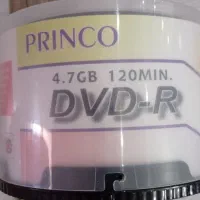 PRINCO
4.7GB 120MIN.
DVD-R